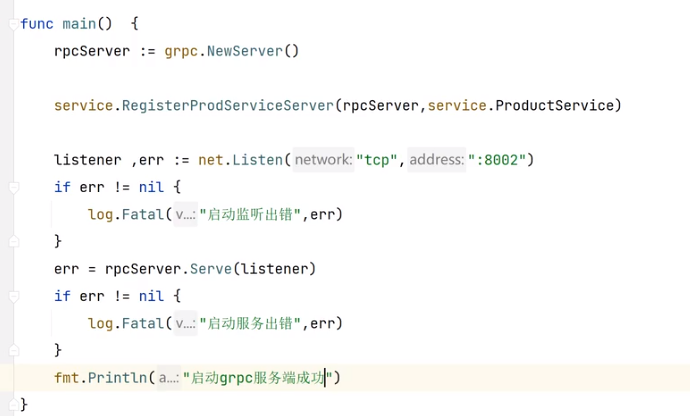 func main()  {
rpcServer := grpc.NewServer()
service.RegisterProdServiceServer(rpcServer,service.ProductService)
listener ,err := net.Listen( network: "tcp", address: ":8002")
if err != nil {
log.Fatal( v...: "启动监听出错",err)
}
err = rpcServer.Serve(listener)
if err != nil {
log.Fatal( v...: "启动服务出错",err)
}
fmt.Println( a...: "启动grpc服务端成功")
}